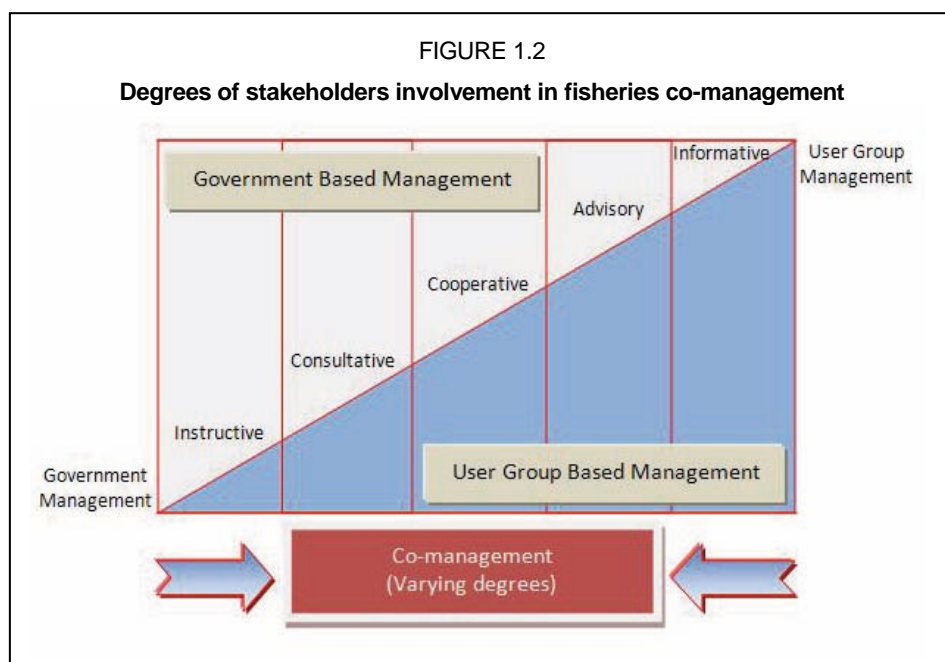 FIGURE 1.2
Degrees of stakeholders involvement in fisheries co-management
Government Based Management
Informative
User Group
Management
Advisory
Cooperative
Consultative
Instructive
Government
Management
User Group Based Management
Co-management
(Varying degrees)